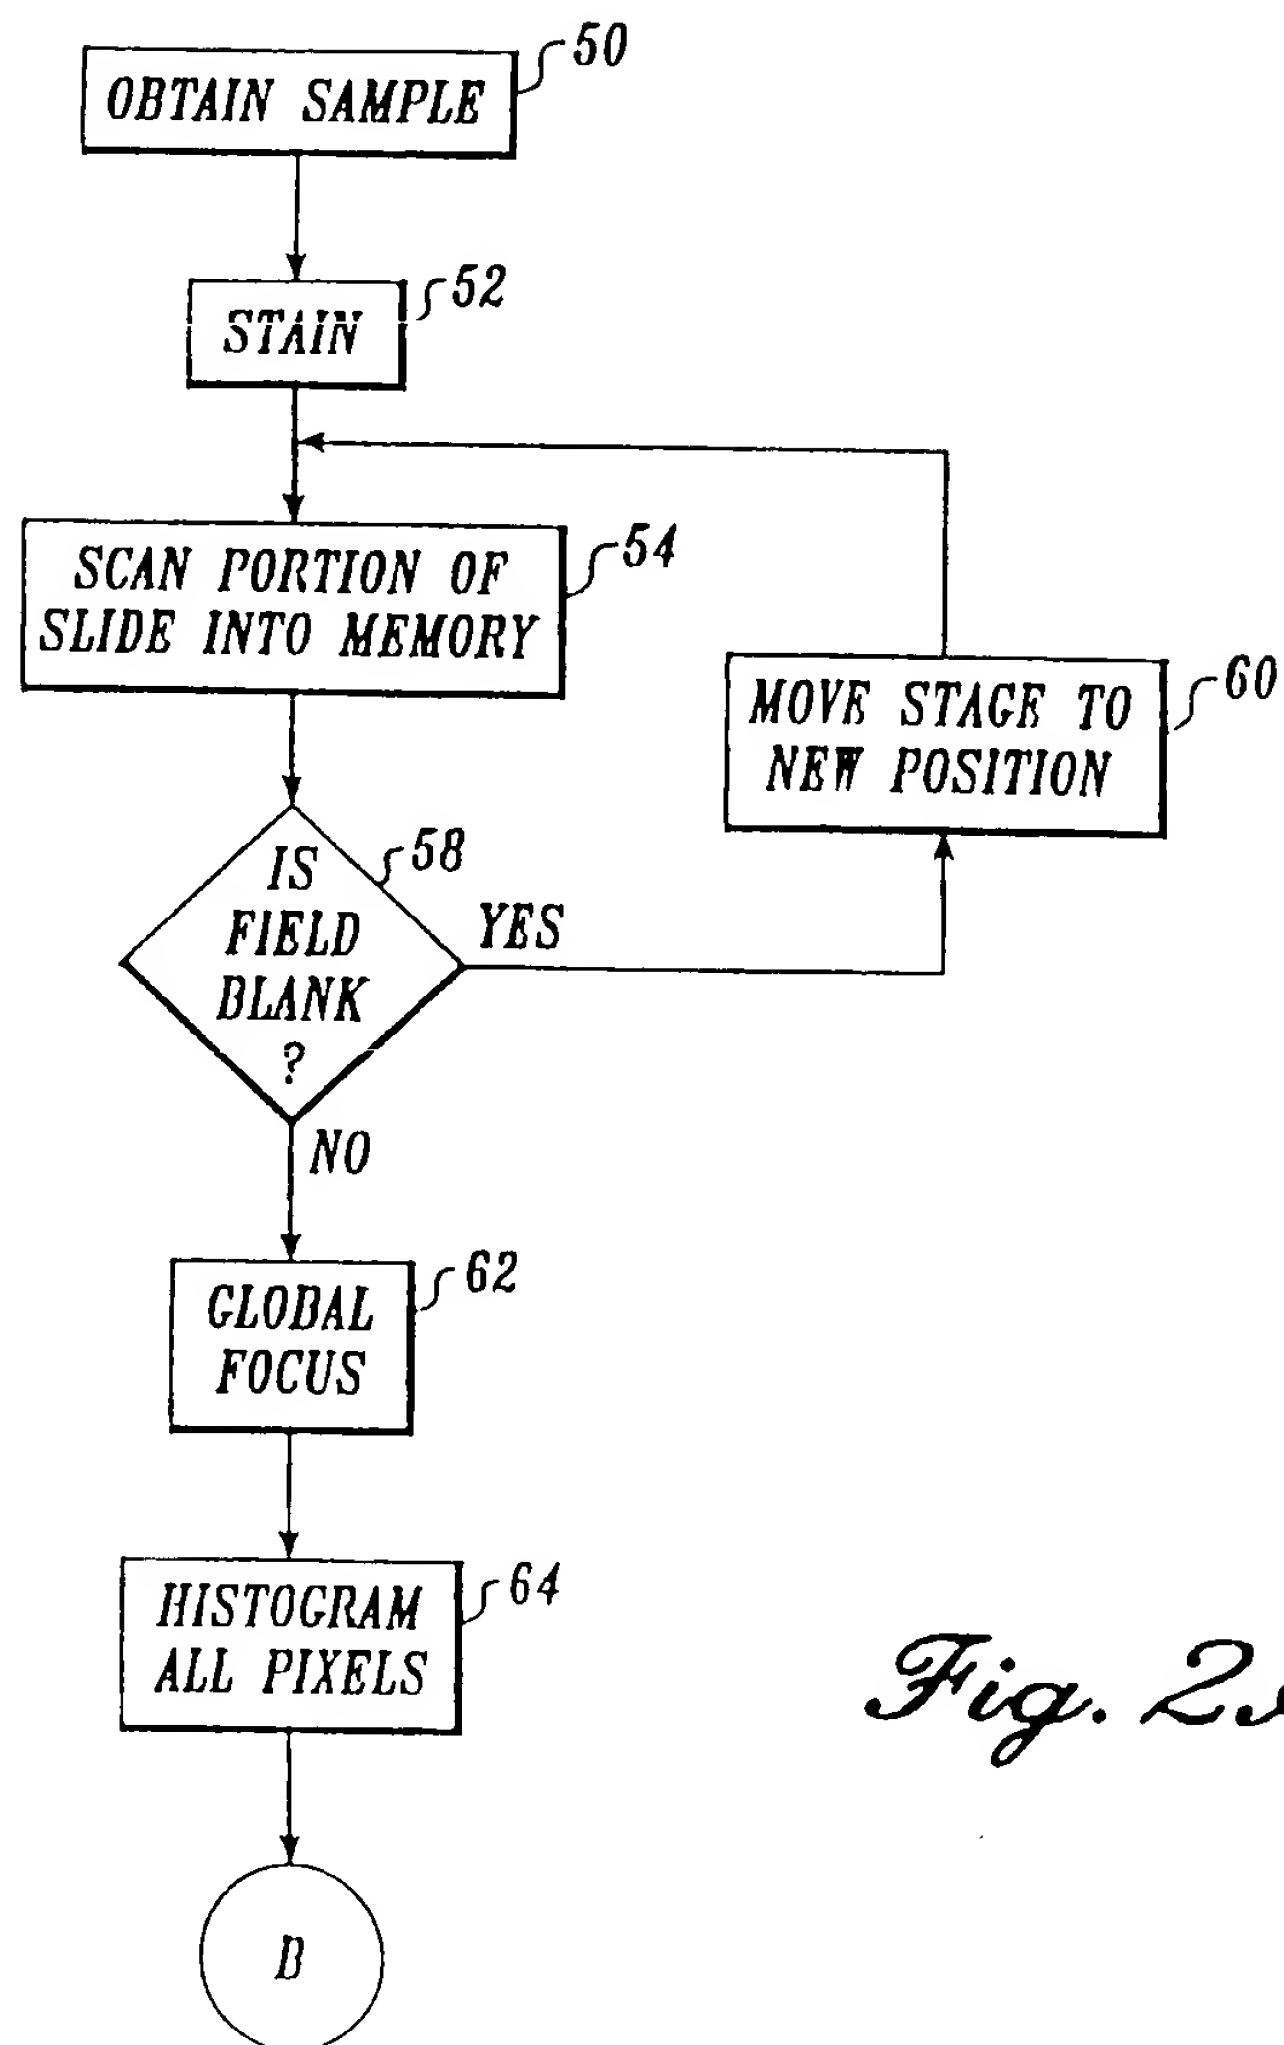 50
OBTAIN SAMPLE
52
STAIN
54
SCAN PORTION OF
SLIDE INTO MEMORY
60
MOVE STAGE TO
NEW POSITION
58
IS
FIELD
BLANK
?
YES
NO
62
GLOBAL
FOCUS
64
HISTOGRAM
ALL PIXELS
B
Fig.